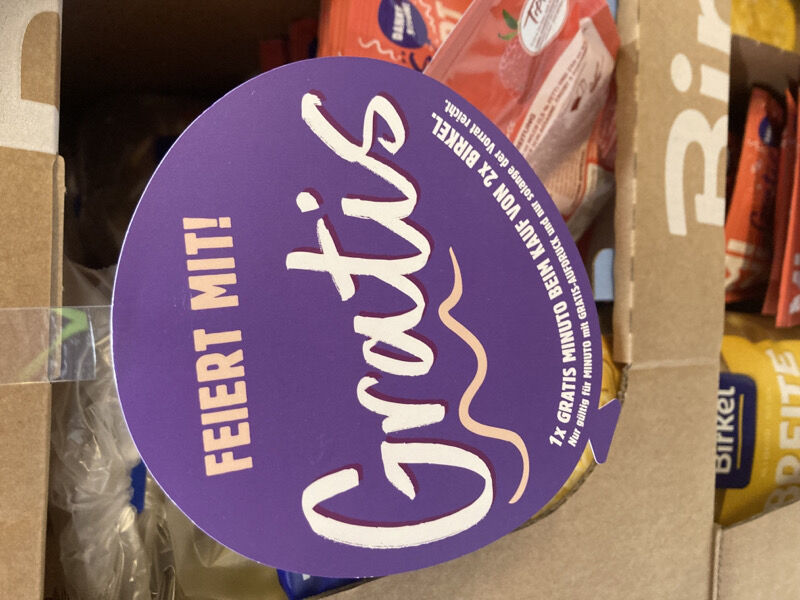 FEIERT MIT!
Gratis
1X GRATIS MINUTO BEIM KAUF VON 2X BIRKEL.
Nur gültig für MINUTO mit GRATIS-AUFDRUCK und nur solange der Vorrat reicht.
Birkel
BREITE
Bir
DANKE